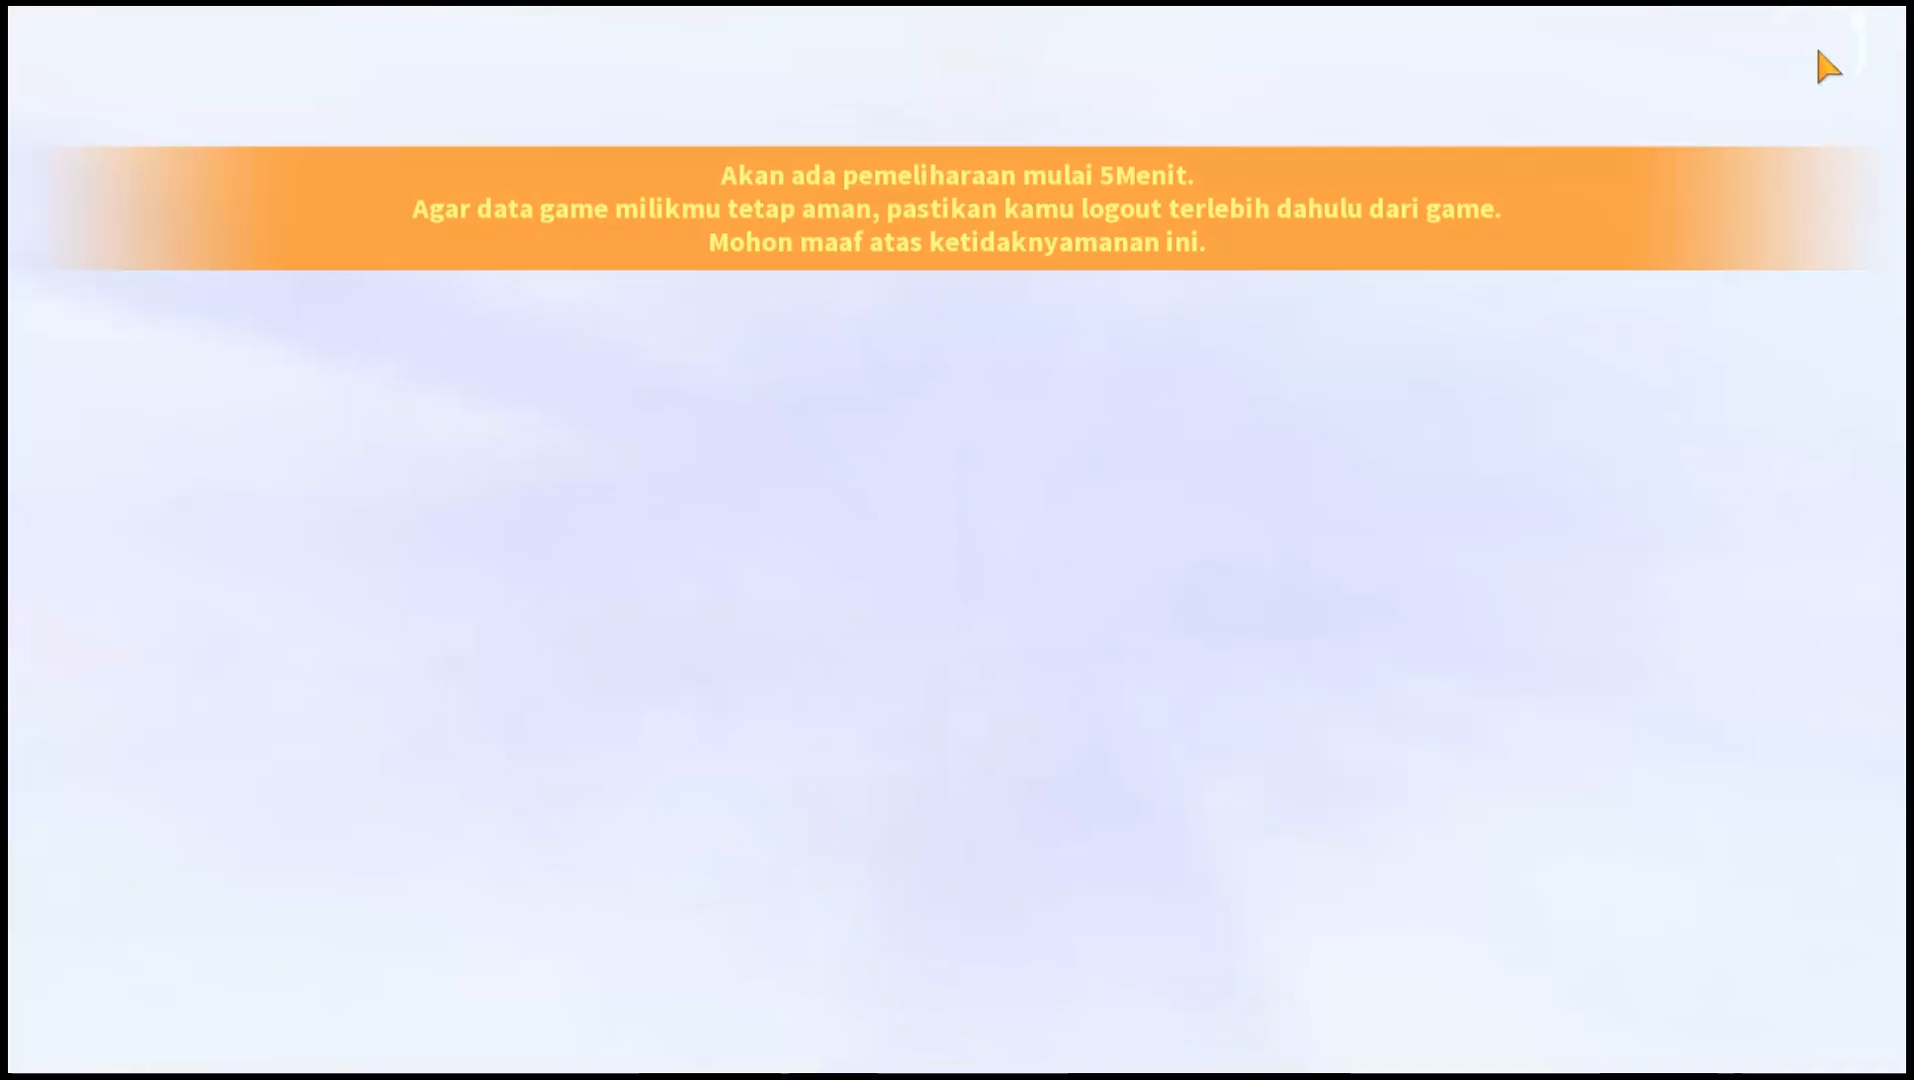 Akan ada pemeliharaan mulai 5Menit.
Agar data game milikmu tetap aman, pastikan kamu logout terlebih dahulu dari game.
Mohon maaf atas ketidaknyamanan ini.